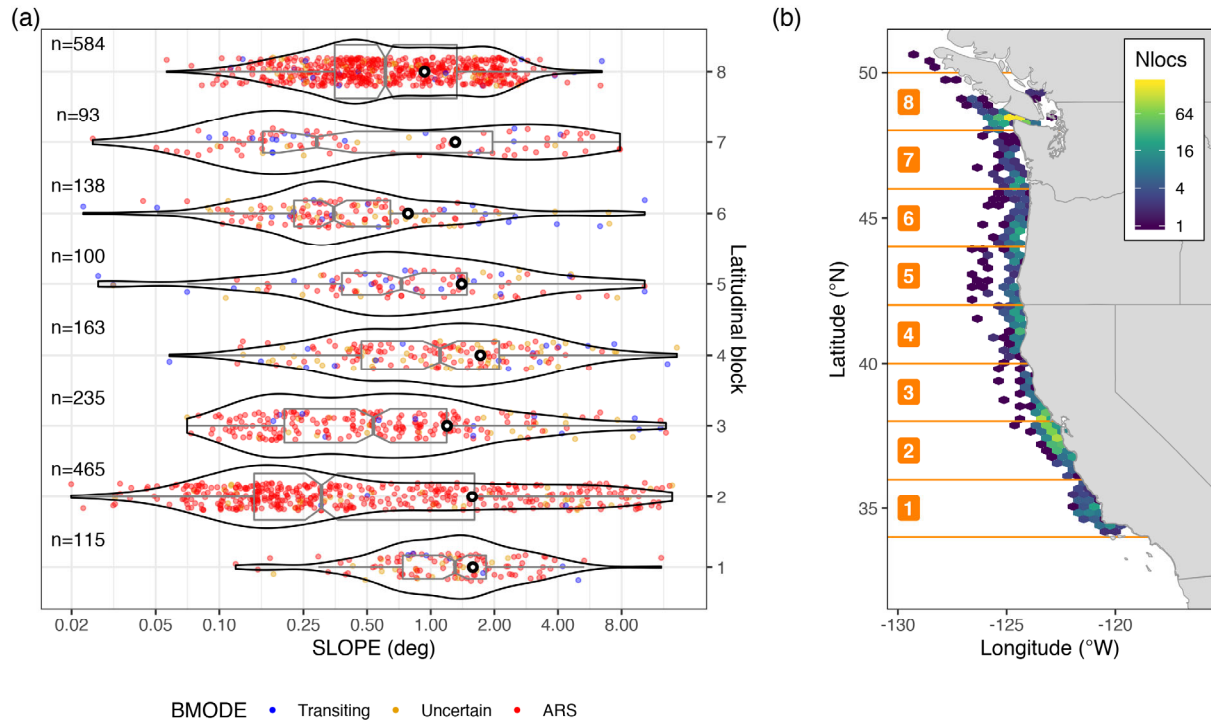 (a)
n=584
n=93
n=138
n=100
n=163
n=235
n=465
n=115
8
7
6
5
4
3
2
1
Latitudinal block
0.02 0.05 0.10 0.25 0.50 1.00 2.00 4.00 8.00
SLOPE (deg)
BMODE Transiting Uncertain ARS
(b)
Nlocs
64
16
4
1
50
45
40
35
Latitude (°N)
8
7
6
5
4
3
2
1
-130 -125 -120
Longitude (°W)